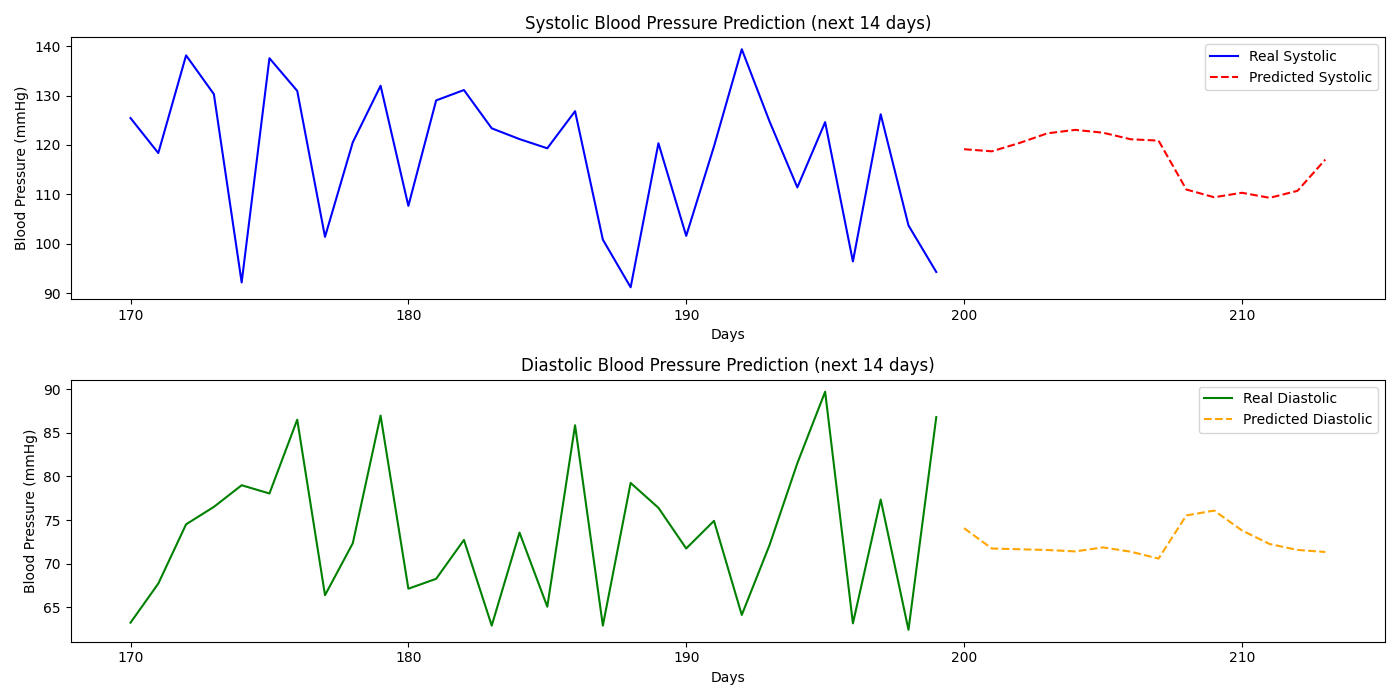 Systolic Blood Pressure Prediction (next 14 days)
Blood Pressure (mmHg)
140
130
120
110
100
90
Real Systolic
Predicted Systolic
170 180 190 200 210
Days
Diastolic Blood Pressure Prediction (next 14 days)
Blood Pressure (mmHg)
90
85
80
75
70
65
Real Diastolic
Predicted Diastolic
170 180 190 200 210
Days